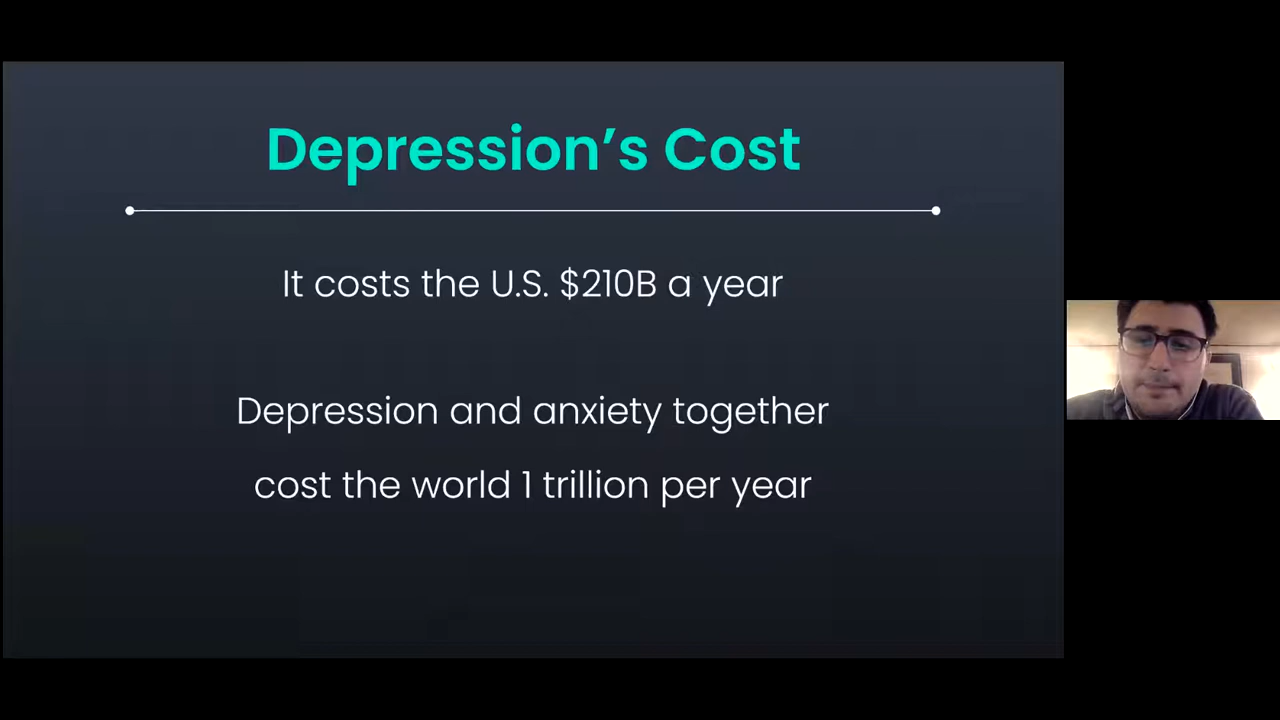 Depression’s Cost
It costs the U.S. $210B a year
Depression and anxiety together
cost the world 1 trillion per year